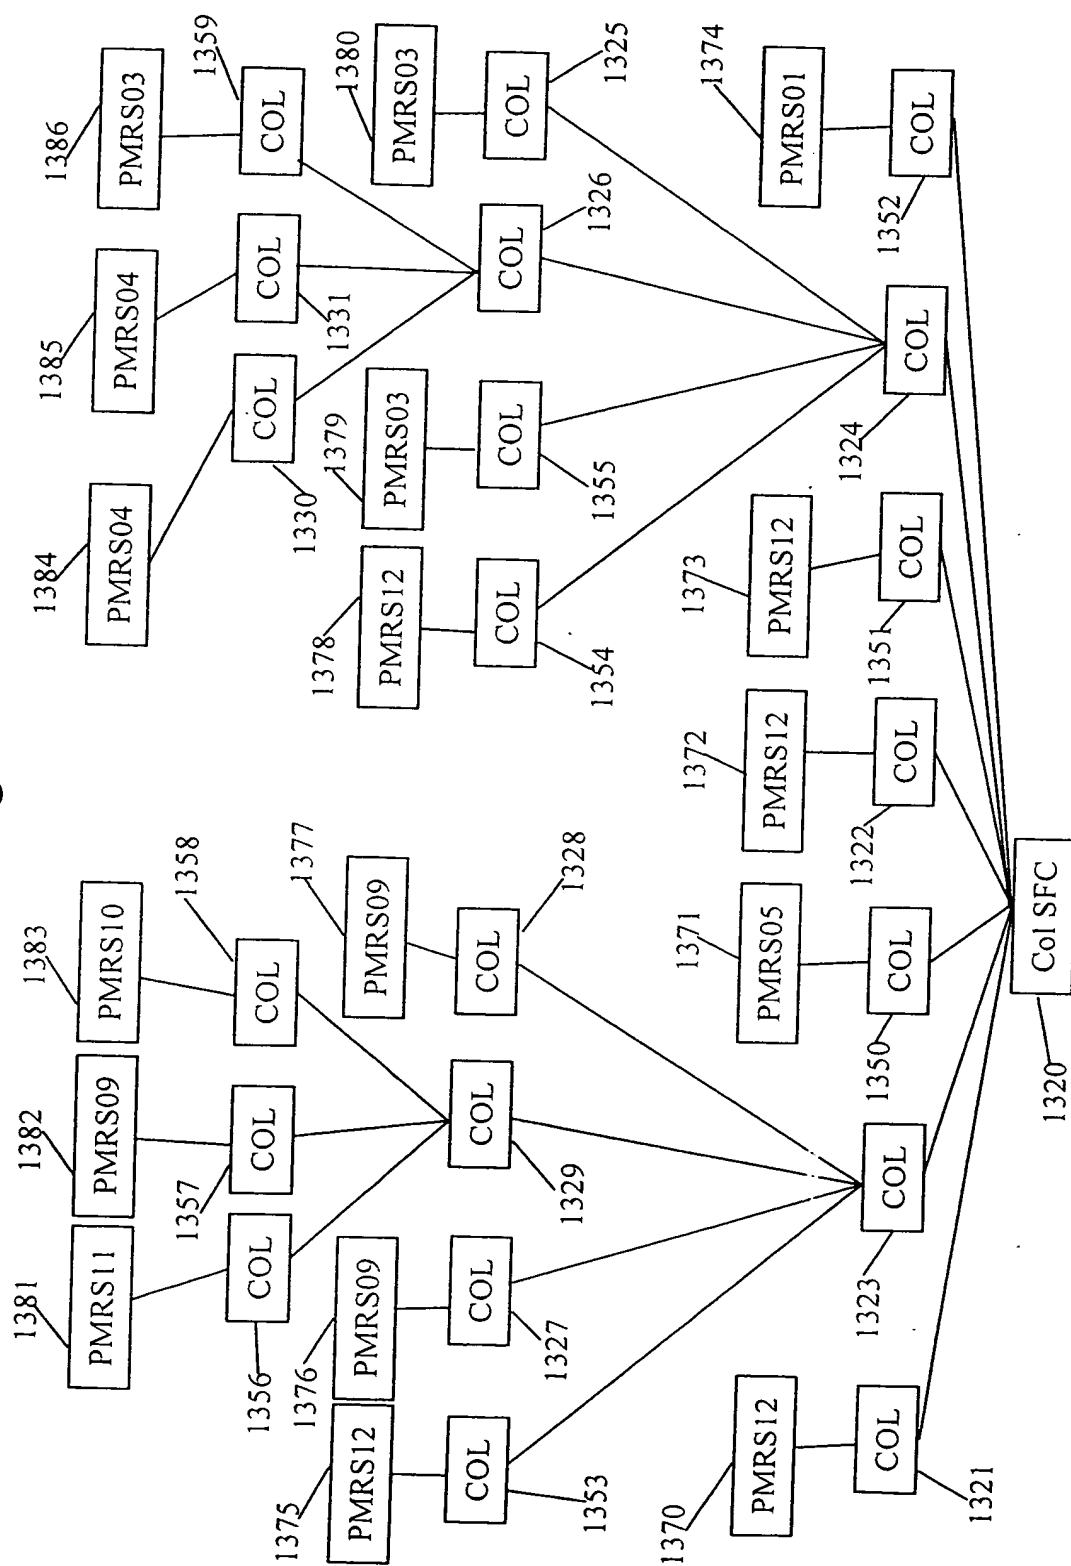 1381
PMRS11
1382
PMRS09
1383
PMRS10
1384
PMRS04
1385
PMRS04
1386
PMRS03
1356
COL
1357
COL
1358
COL
1330
COL
1331
COL
1359
COL
1375
PMRS12
1376
PMRS09
1377
PMRS09
1378
PMRS12
1379
PMRS03
1380
PMRS03
COL
1353
COL
1327
COL
1329
COL
1328
COL
1354
COL
1355
COL
1326
COL
1325
1370
PMRS12
1371
PMRS05
1372
PMRS12
1373
PMRS12
1374
PMRS01
COL
1321
COL
1323
COL
1350
COL
1322
COL
1351
COL
1324
COL
1352
Col SFC
1320